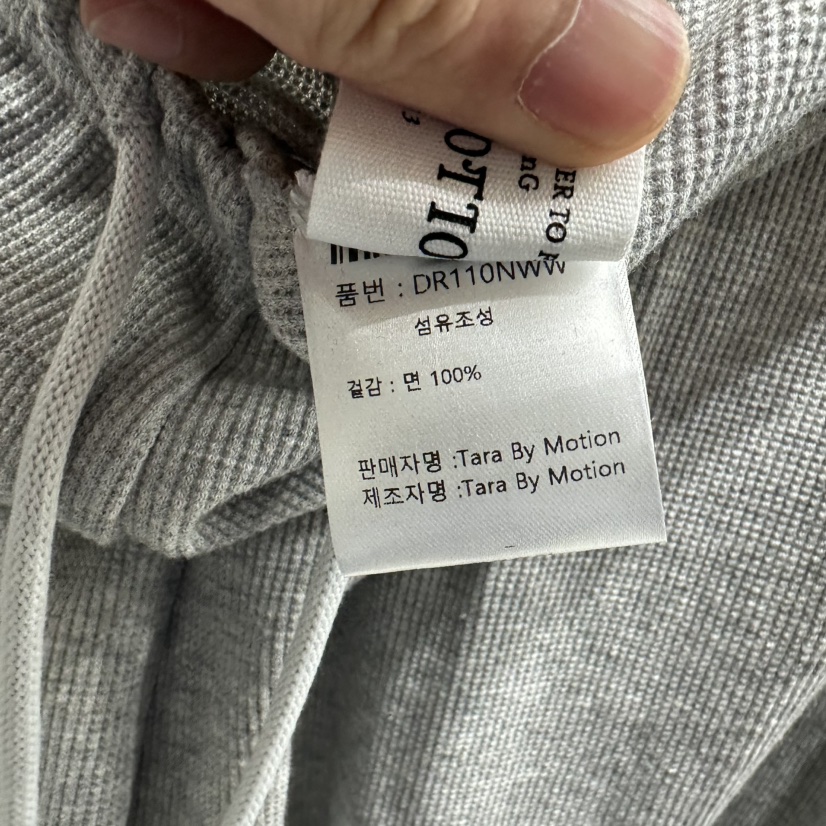 품번 : DR110NWW
섬유조성
겉감 : 면 100%
판매자명 :Tara By Motion
제조자명 :Tara By Motion